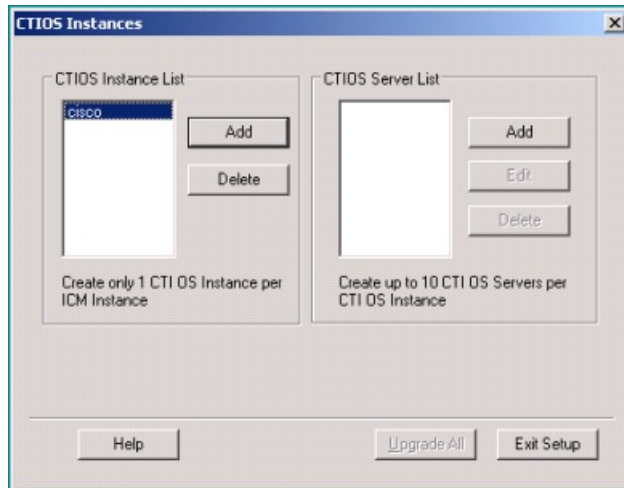 CTIOS Instances
CTIOS Instance List
cisco
Add
Delete
Create only 1 CTI OS Instance per
ICM Instance
CTIOS Server List
Add
Edit
Delete
Create up to 10 CTI OS Servers per
CTI OS Instance
Help
Upgrade All
Exit Setup